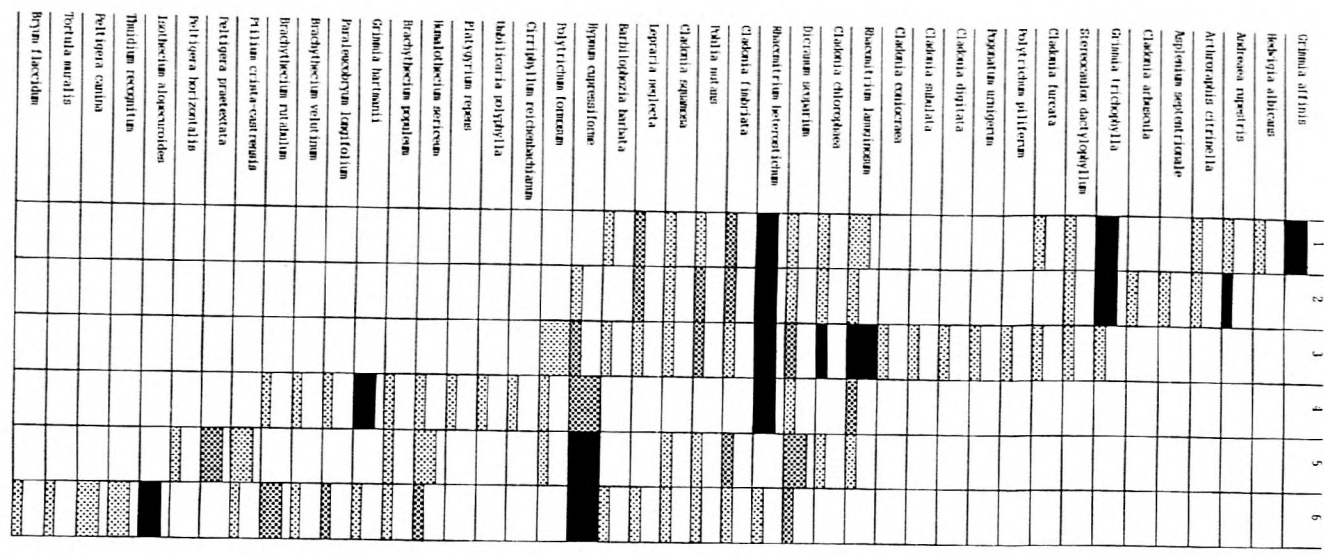 Grimmia affinis
Hedwigia albicans
Andreaea rupestris
Arthroraphis citrinella
Asplenium septentrionale
Cladonia arbuscula
Grimmia trichophylla
Stereocaulon dactylophyllum
Cladonia furcata
Polytrichum piliferum
Pogonatum urnigerum
Cladonia digitata
Cladonia subulata
Cladonia coniocraea
Rhacomitrium lanuginosum
Cladonia chlorophaea
Dicranum scoparium
Rhacomitrium heterostichum
Cladonia fimbriata
Pohlia nutans
Cladonia squamosa
Lepraria neglecta
Barbilophozia barbata
Hypnum cupressiforme
Polytrichum formosum
Cirriphyllum reichenbachianum
Umbilicaria polyphylla
Platygyrium repens
Homalothecium sericeum
Brachythecium populeum
Grimmia hartmanii
Paraleucobryum longifolium
Brachythecium velutinum
Brachythecium rutabulum
Ptilium crista-castrensis
Peltigera praetextata
Peltigera horizontalis
Isothecium alopecuroides
Thuidium recognitum
Peltigera canina
Tortula muralis
Bryum flaccidum
1
2
3
4
5
6